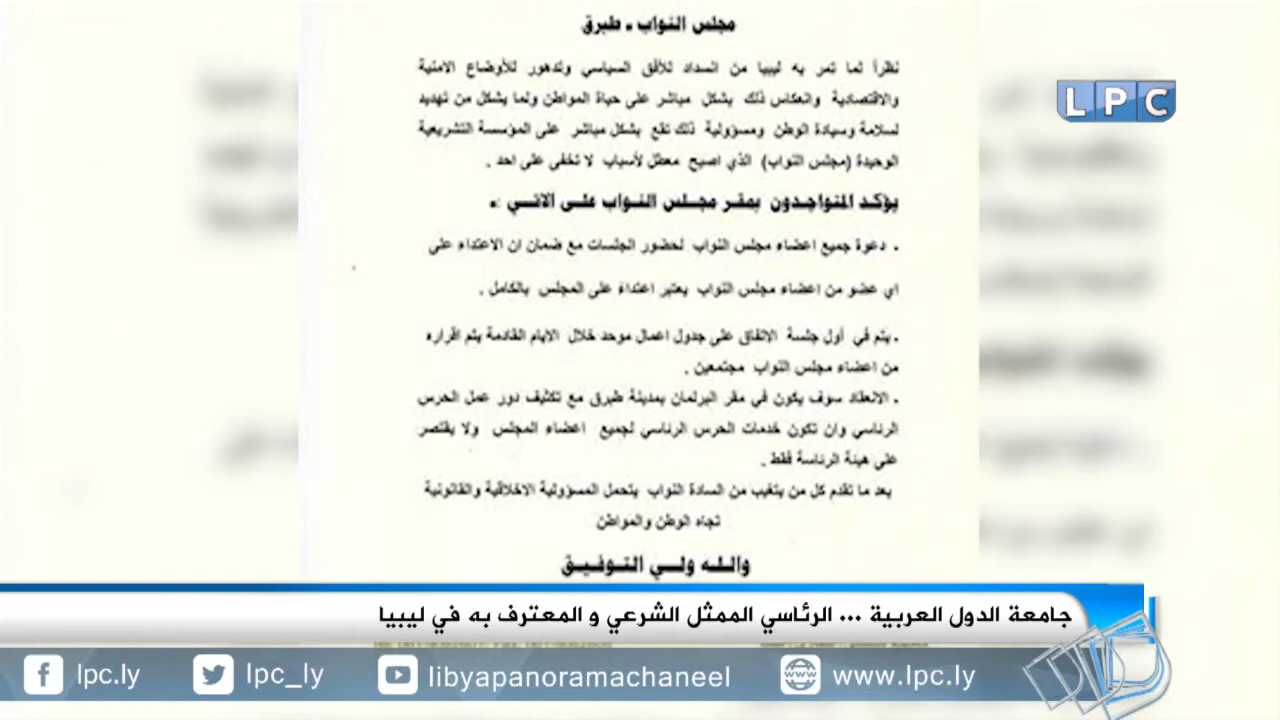 مجلس النواب - طبرق
نظراً لما تمر به ليبيا من انسداد للأفق السياسي وتدهور للأوضاع الامنية
والاقتصادية وانعكاس ذلك بشكل مباشر على حياة المواطن ولما يشكل من تهديد
لسلامة وسيادة الوطن ومسؤولية ذلك تقع بشكل مباشر على المؤسسة التشريعية
الوحيدة (مجلس النواب) الذي اصبح معطل لأسباب لا تخفى على احد .
يؤكد المتواجدون بمقر مجلس النواب على الاتي :-
- دعوة جميع اعضاء مجلس النواب لحضور الجلسات مع ضمان ان الاعتداء على
اي عضو من اعضاء مجلس النواب يعتبر اعتداءً على المجلس بالكامل .
- يتم في أول جلسة الاتفاق على جدول اعمال موحد خلال الايام القادمة يتم اقراره
من اعضاء مجلس النواب مجتمعين .
- الانعقاد سوف يكون في مقر البرلمان بمدينة طبرق مع تكثيف دور عمل الحرس
الرئاسي وان تكون خدمات الحرس الرئاسي لجميع اعضاء المجلس ولا يقتصر
على هيئة الرئاسة فقط .
بعد ما تقدم كل من يتغيب من السادة النواب يتحمل المسؤولية الاخلاقية والقانونية
تجاه الوطن والمواطن
والله ولي التوفيق
LPC
جامعة الدول العربية ... الرئاسي الممثل الشرعي و المعترف به في ليبيا
lpc.ly
lpc_ly
libyapanoramachaneel
www.lpc.ly